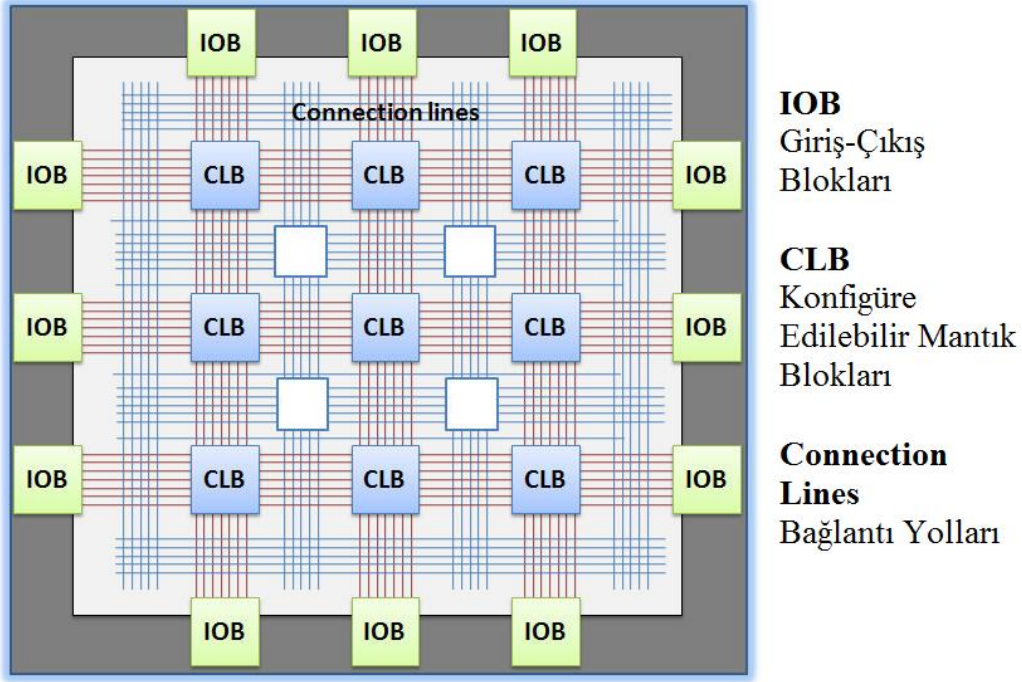 IOB IOB IOB
Connection lines
IOB CLB CLB CLB IOB
IOB CLB CLB CLB IOB
IOB CLB CLB CLB IOB
IOB IOB IOB
IOB
Giriş-Çıkış
Blokları
CLB
Konfigüre
Edilebilir Mantık
Blokları
Connection
Lines
Bağlantı Yolları